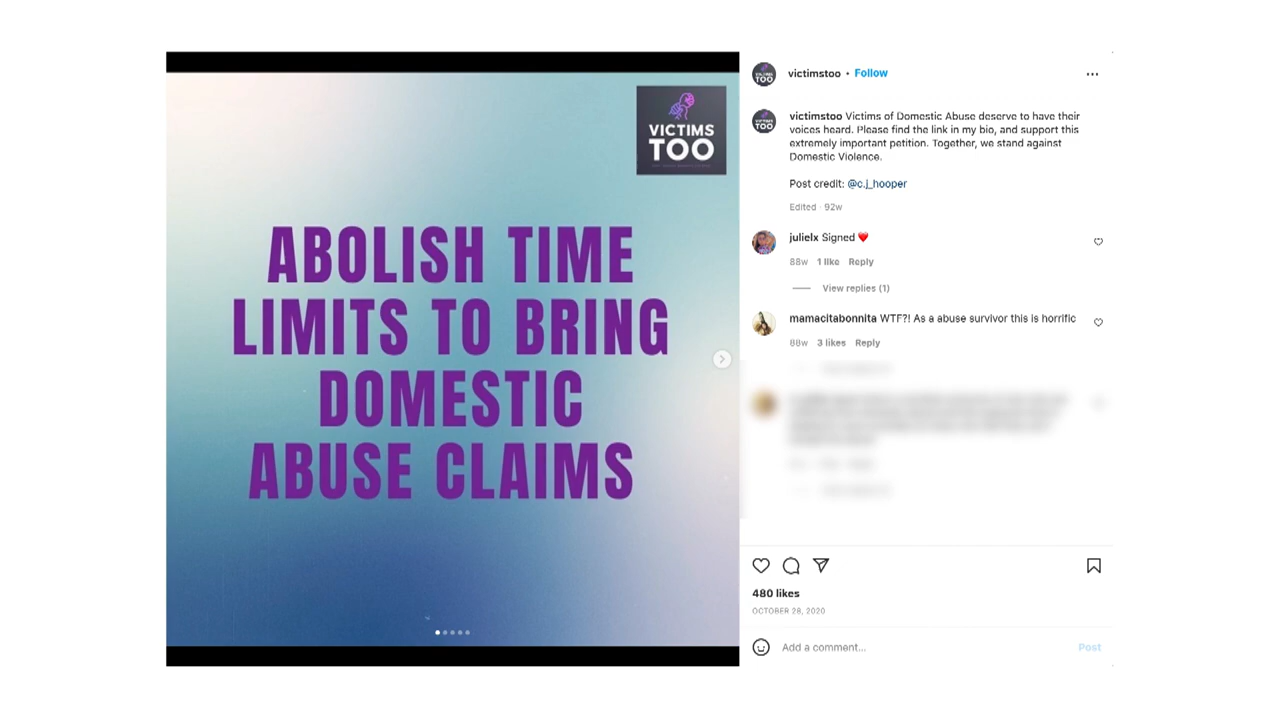 VICTIMS
TOO
ABOLISH TIME
LIMITS TO BRING
DOMESTIC
ABUSE CLAIMS
victimstoo • Follow
victimstoo Victims of Domestic Abuse deserve to have their
voices heard. Please find the link in my bio, and support this
extremely important petition. Together, we stand against
Domestic Violence.
Post credit: @c.j_hooper
Edited · 92w
julielx Signed ❤️
88w 1 like Reply
View replies (1)
mamacitabonnita WTF?! As a abuse survivor this is horrific
88w 3 likes Reply
480 likes
OCTOBER 28, 2020
Add a comment...
Post